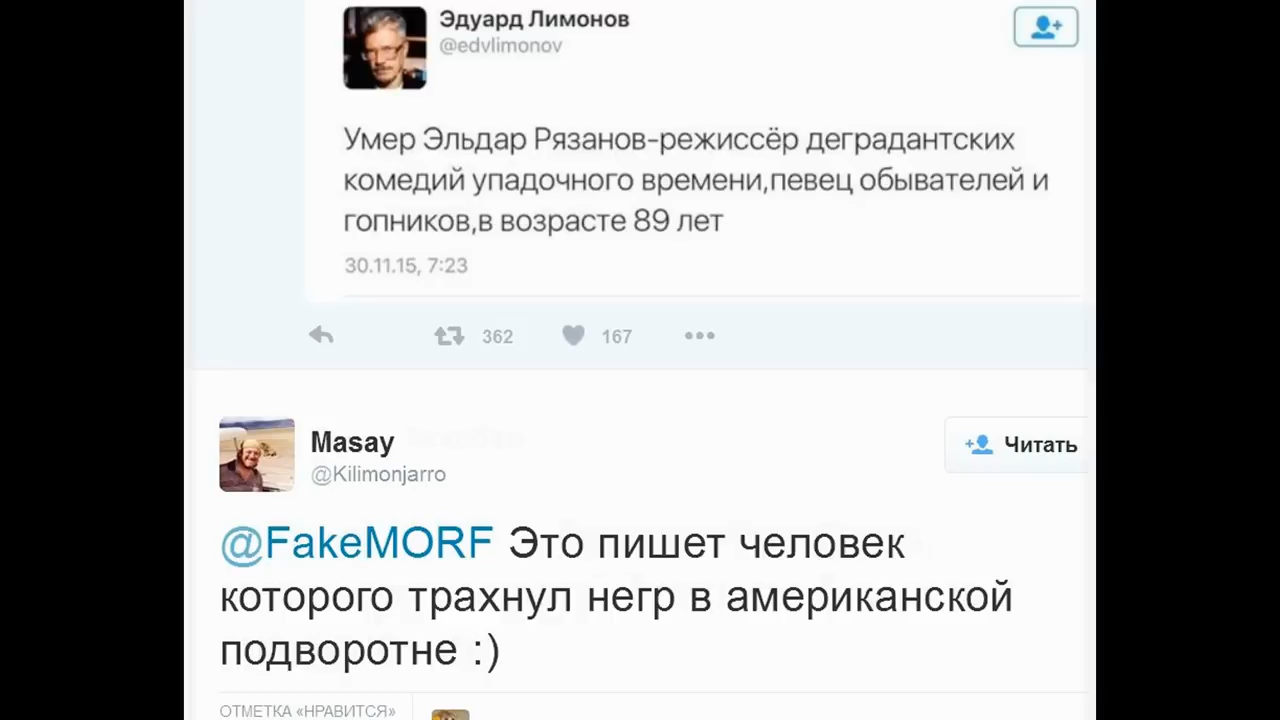 Эдуард Лимонов
@edvlimonov
Умер Эльдар Рязанов-режиссёр деградантских
комедий упадочного времени,певец обывателей и
гопников,в возрасте 89 лет
30.11.15, 7:23
362 167
Masay
@Kilimonjarro
Читать
@FakeMORF Это пишет человек
которого трахнул негр в американской
подворотне :)
ОТМЕТКА «НРАВИТСЯ»